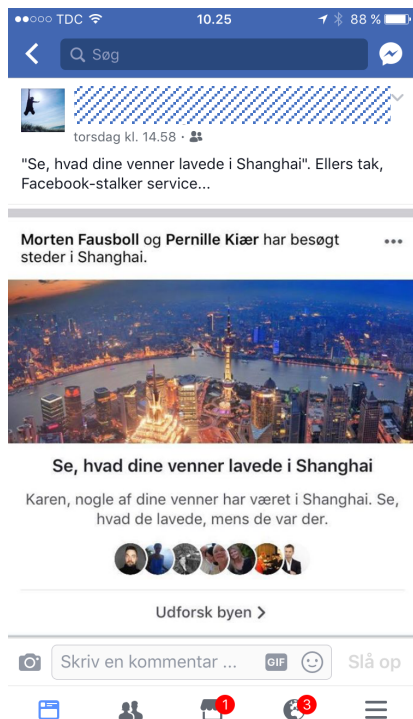 TDC
10.25
88 %
Søg
torsdag kl. 14.58 ·
"Se, hvad dine venner lavede i Shanghai". Ellers tak,
Facebook-stalker service...
Morten Fausboll og Pernille Kiær har besøgt
steder i Shanghai.
Se, hvad dine venner lavede i Shanghai
Karen, nogle af dine venner har været i Shanghai. Se,
hvad de lavede, mens de var der.
Udforsk byen
Skriv en kommentar ...
GIF
Slå op
1
3